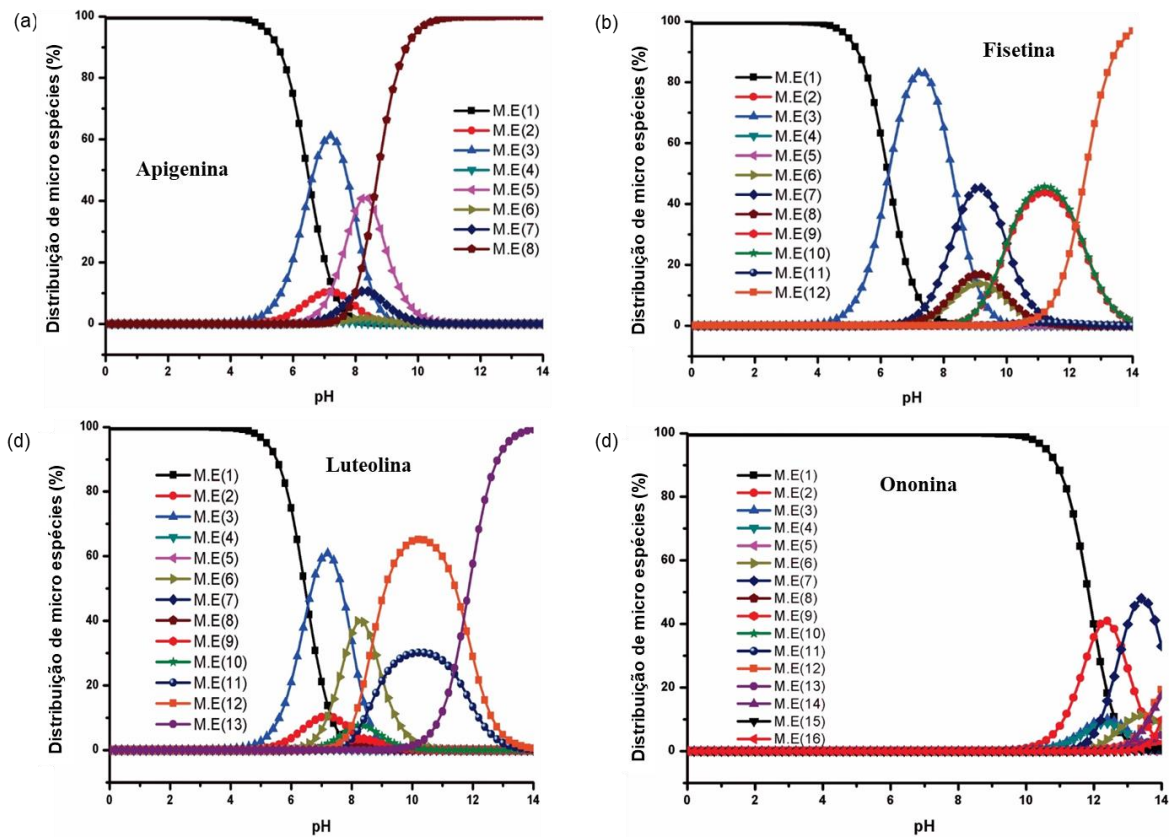 (a)
Distribuição de micro espécies (%)
100
80
60
40
20
0
Apigenina
M.E(1)
M.E(2)
M.E(3)
M.E(4)
M.E(5)
M.E(6)
M.E(7)
M.E(8)
0 2 4 6 8 10 12 14
pH
(b)
Distribuição de micro espécies (%)
100
80
60
40
20
0
Fisetina
M.E(1)
M.E(2)
M.E(3)
M.E(4)
M.E(5)
M.E(6)
M.E(7)
M.E(8)
M.E(9)
M.E(10)
M.E(11)
M.E(12)
0 2 4 6 8 10 12 14
pH
(d)
Distribuição de micro espécies (%)
100
80
60
40
20
0
Luteolina
M.E(1)
M.E(2)
M.E(3)
M.E(4)
M.E(5)
M.E(6)
M.E(7)
M.E(8)
M.E(9)
M.E(10)
M.E(11)
M.E(12)
M.E(13)
0 2 4 6 8 10 12 14
pH
(d)
Distribuição de micro espécies (%)
100
80
60
40
20
0
Ononina
M.E(1)
M.E(2)
M.E(3)
M.E(4)
M.E(5)
M.E(6)
M.E(7)
M.E(8)
M.E(9)
M.E(10)
M.E(11)
M.E(12)
M.E(13)
M.E(14)
M.E(15)
M.E(16)
0 2 4 6 8 10 12 14
pH